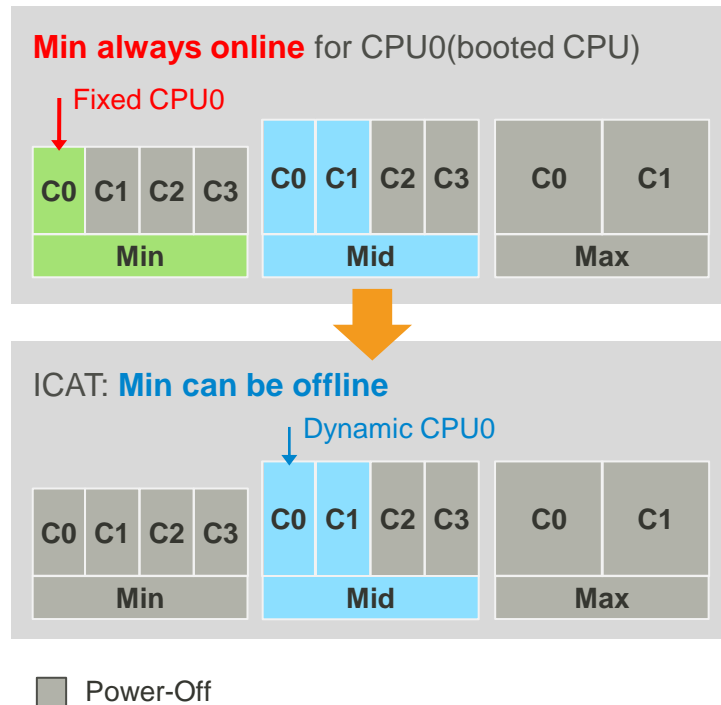 Min always online for CPU0(booted CPU)
Fixed CPU0
C0 C1 C2 C3 C0 C1 C2 C3 C0 C1
Min Mid Max
ICAT: Min can be offline
Dynamic CPU0
C0 C1 C2 C3 C0 C1 C2 C3 C0 C1
Min Mid Max
Power-Off